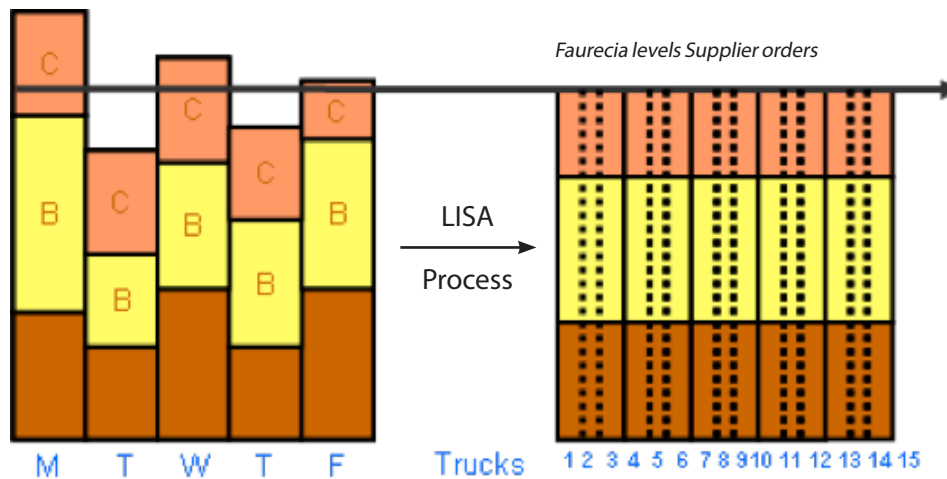 Faurecia levels Supplier orders
C
C
C
C
C
B
B
B
B
B
LISA
Process
M T W T F
Trucks 1 2 3 4 5 6 7 8 9 10 11 12 13 14 15